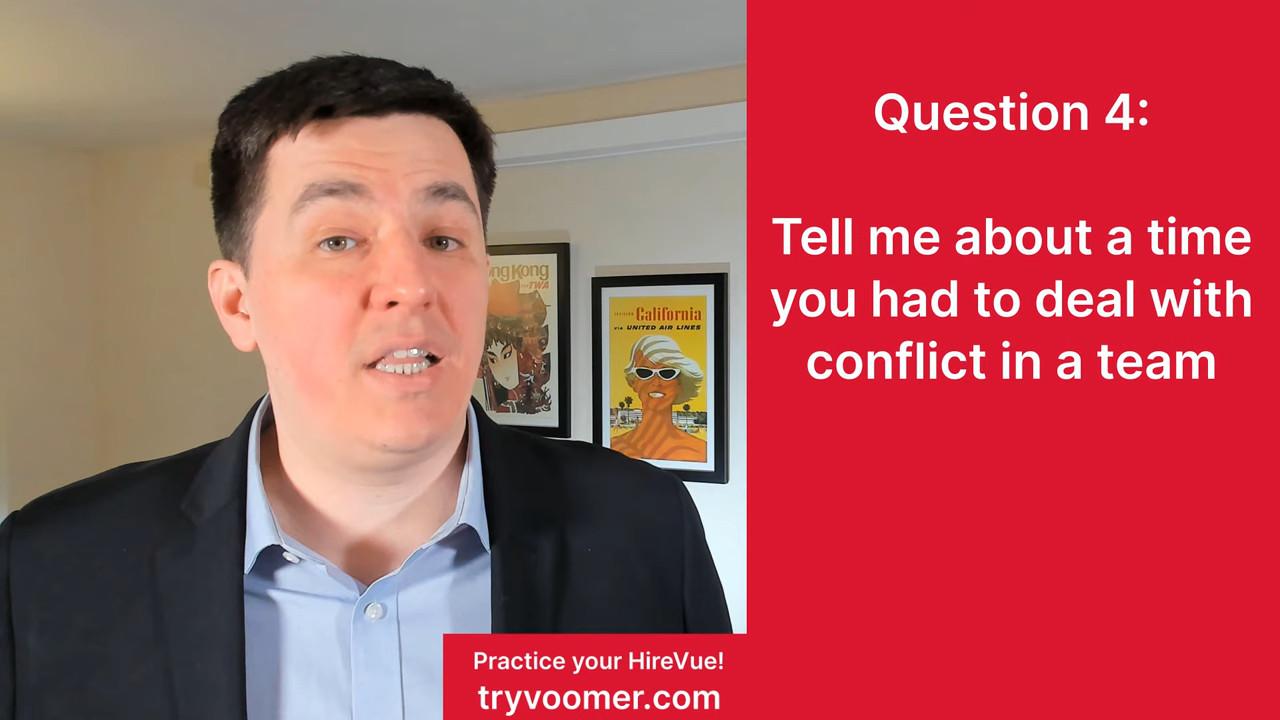 Question 4:
Tell me about a time
you had to deal with
conflict in a team
ngKong
TWA
California
VIA UNITED AIR LINES
Practice your HireVue!
tryvoomer.com